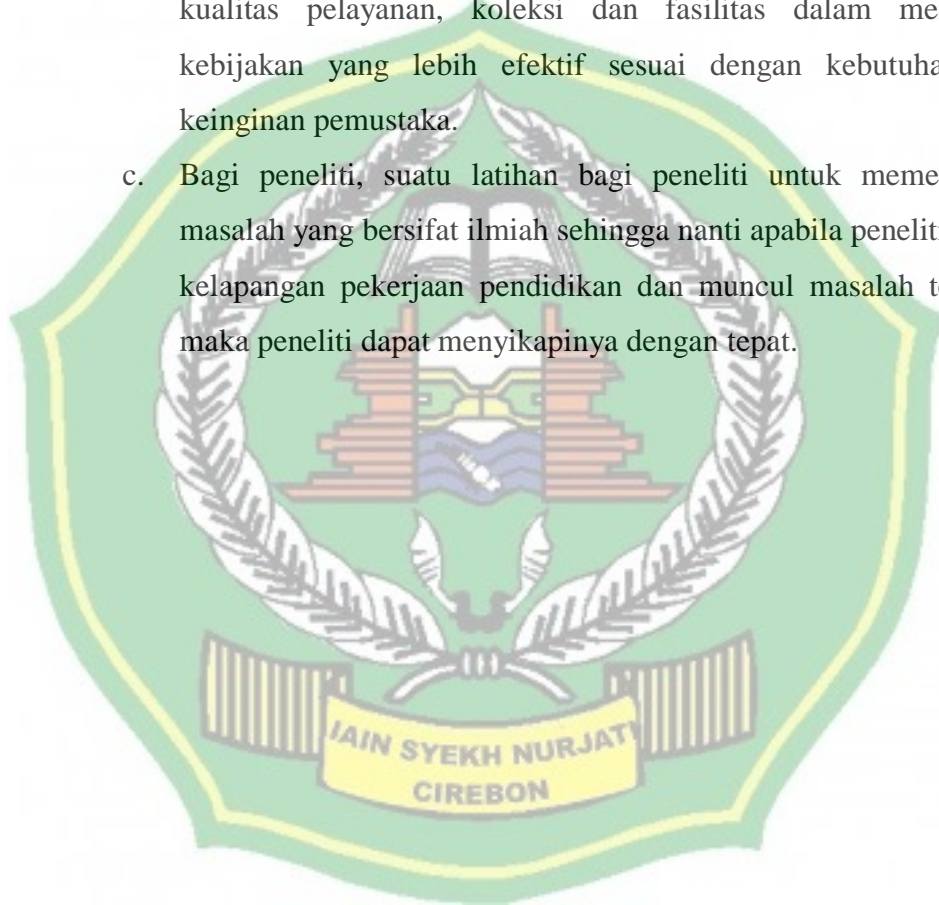 kualitas pelayanan, koleksi dan fasilitas dalam me
kebijakan yang lebih efektif sesuai dengan kebutuha
keinginan pemustaka.
c. Bagi peneliti, suatu latihan bagi peneliti untuk meme
masalah yang bersifat ilmiah sehingga nanti apabila peneliti
kelapangan pekerjaan pendidikan dan muncul masalah te
maka peneliti dapat menyikapinya dengan tepat.
IAIN SYEKH NURJATI
CIREBON